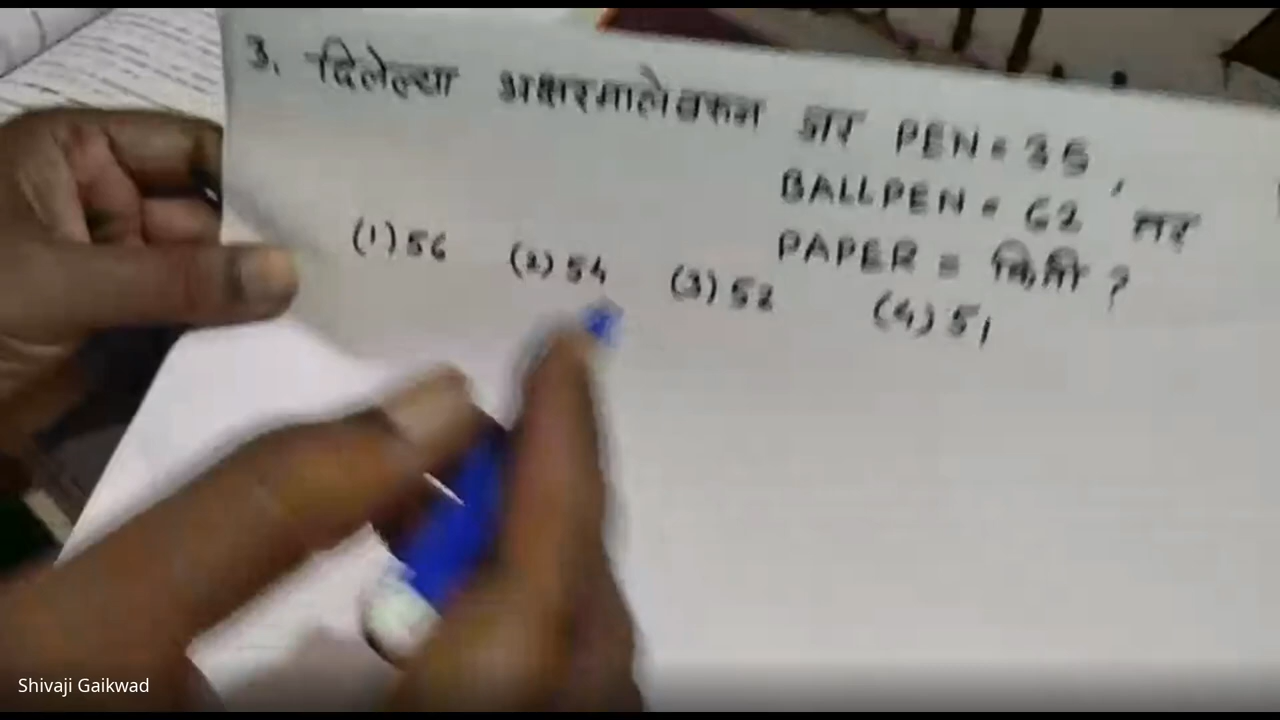 3. दिलेल्या अक्षरमालेवरून जर PEN = 35,
BALLPEN = 62 तर
PAPER = किती ?
(1) 56 (2) 54 (3) 52 (4) 51
Shivaji Gaikwad